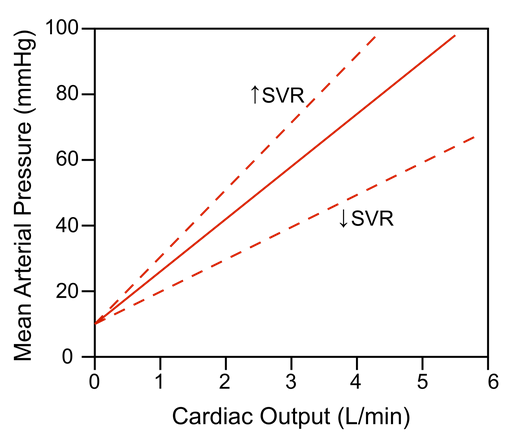 100
80
60
40
20
0
Mean Arterial Pressure (mmHg)
↑SVR
↓SVR
0 1 2 3 4 5 6
Cardiac Output (L/min)